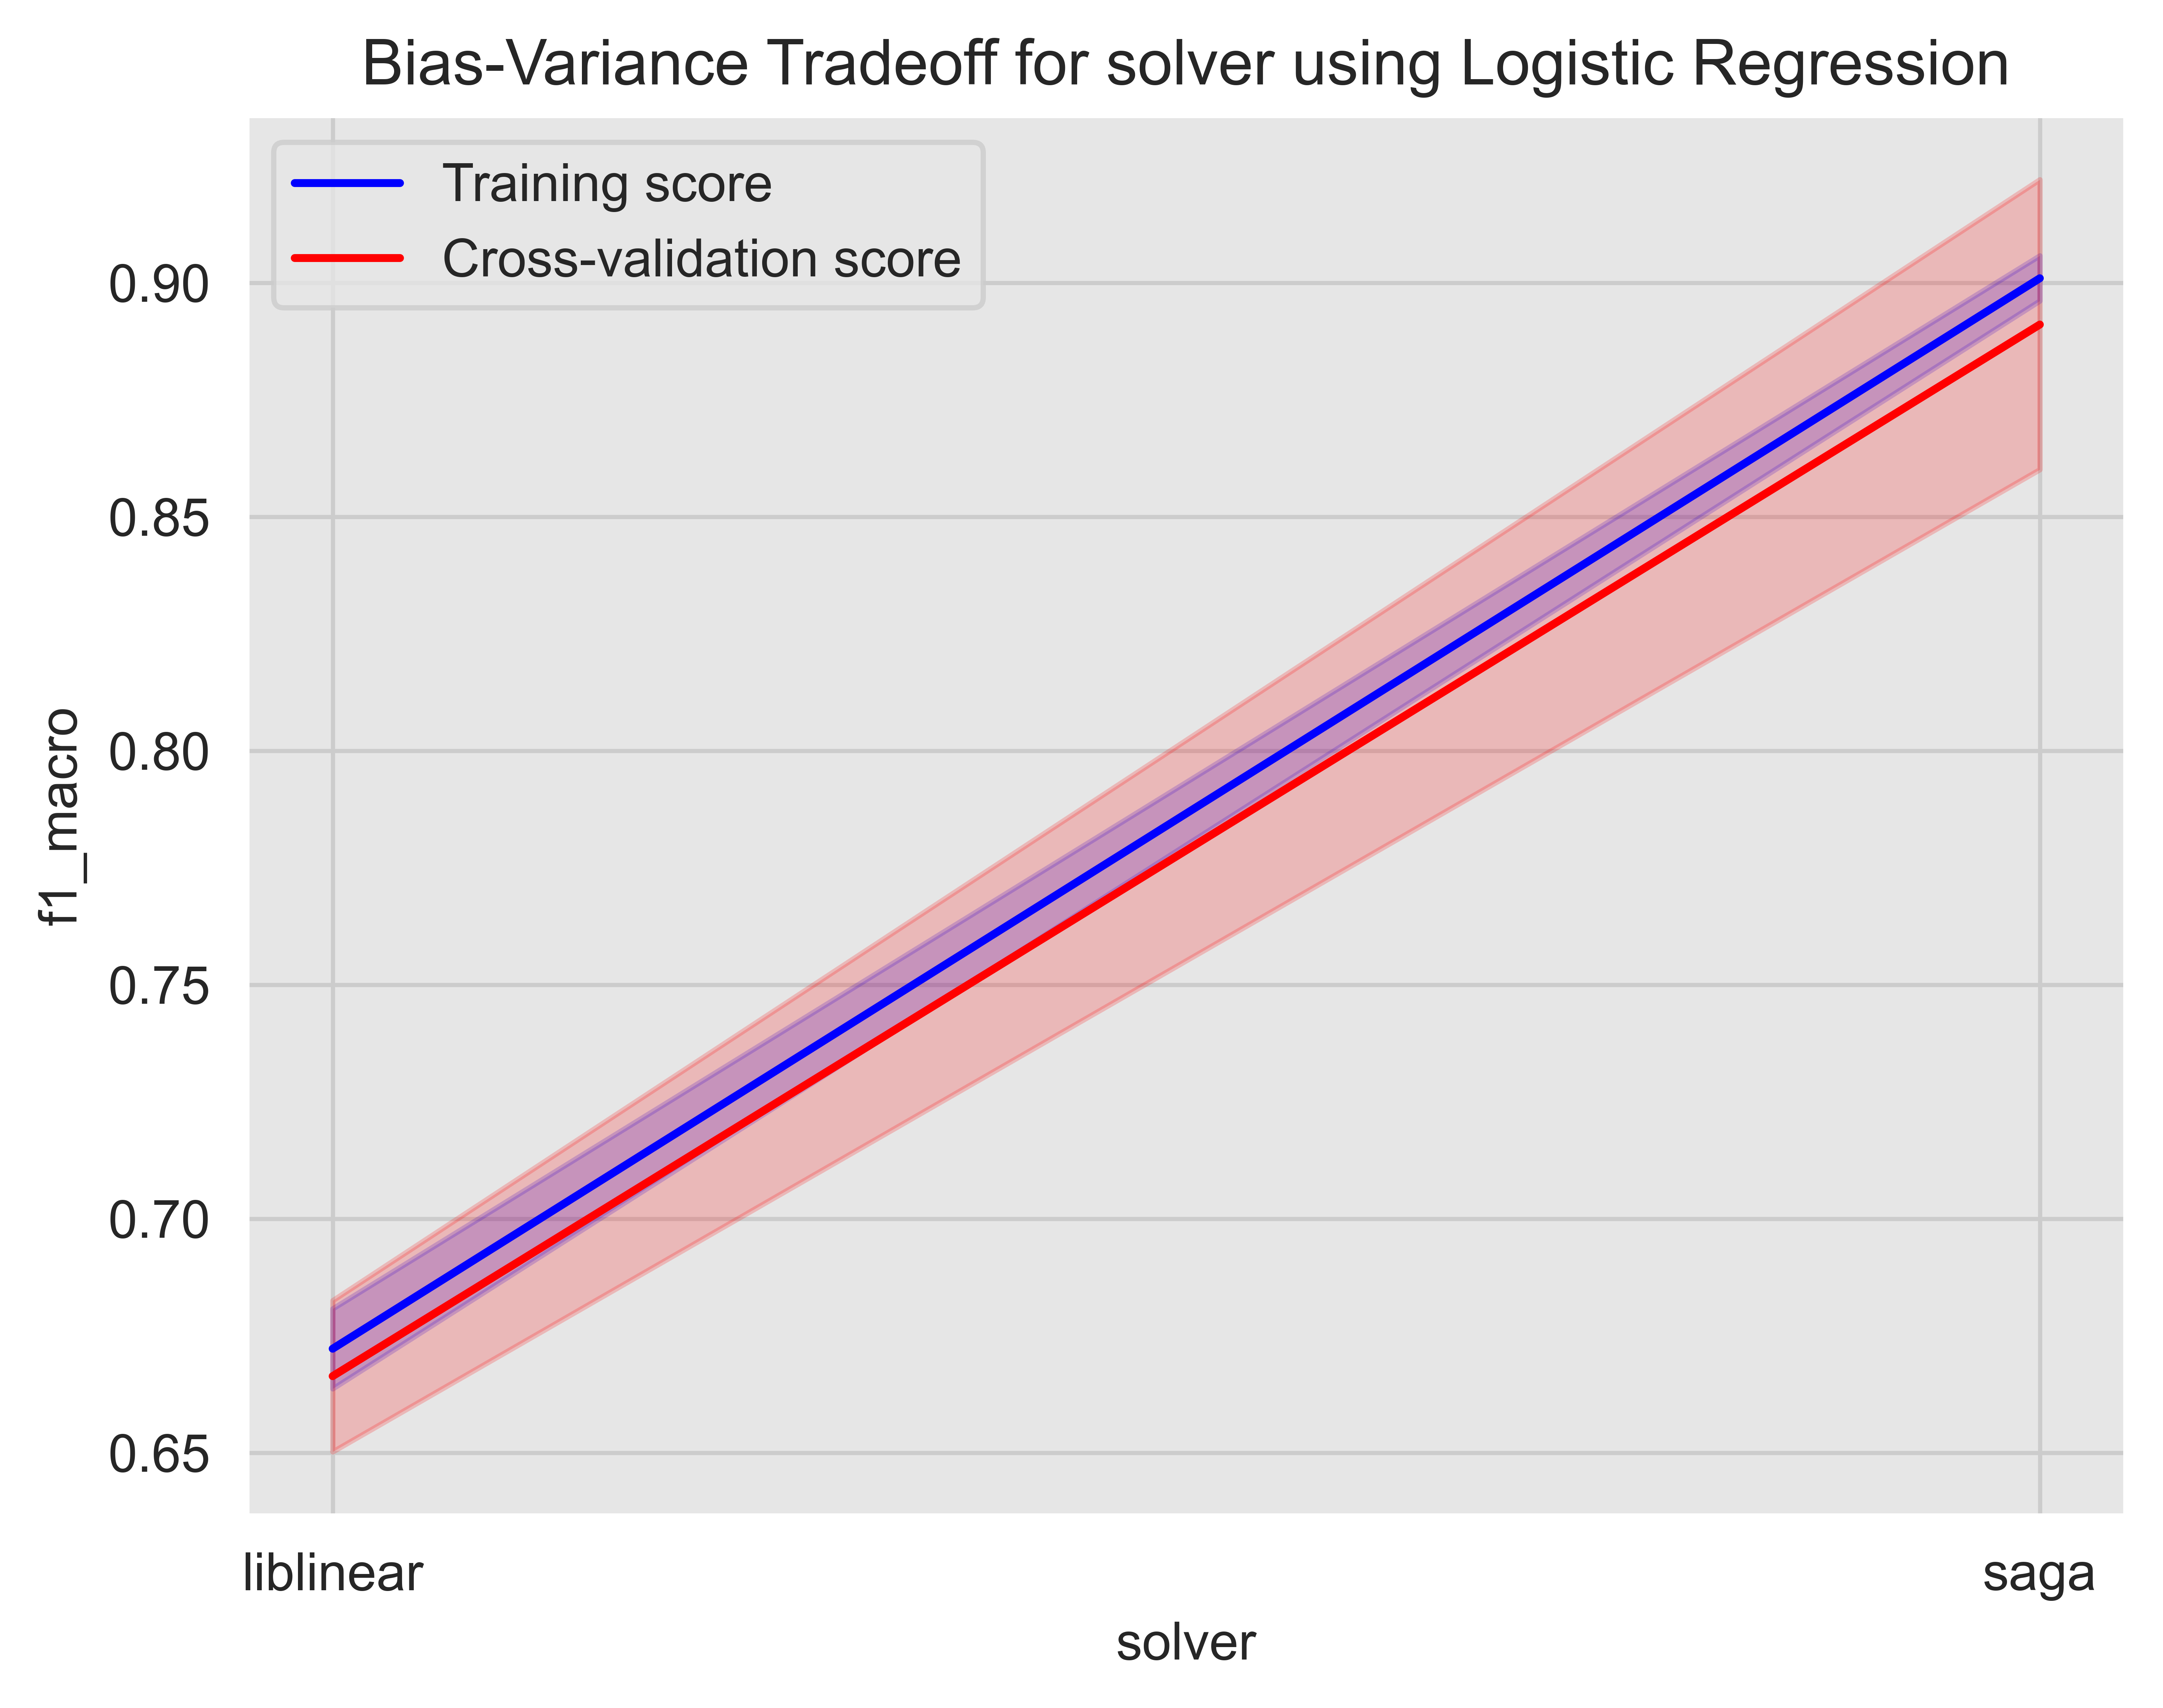 Bias-Variance Tradeoff for solver using Logistic Regression
Training score
Cross-validation score
0.90
0.85
0.80
0.75
0.70
0.65
f1_macro
liblinear
saga
solver